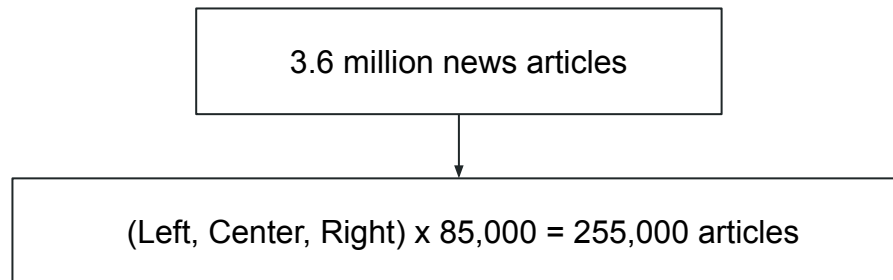 3.6 million news articles
(Left, Center, Right) x 85,000 = 255,000 articles